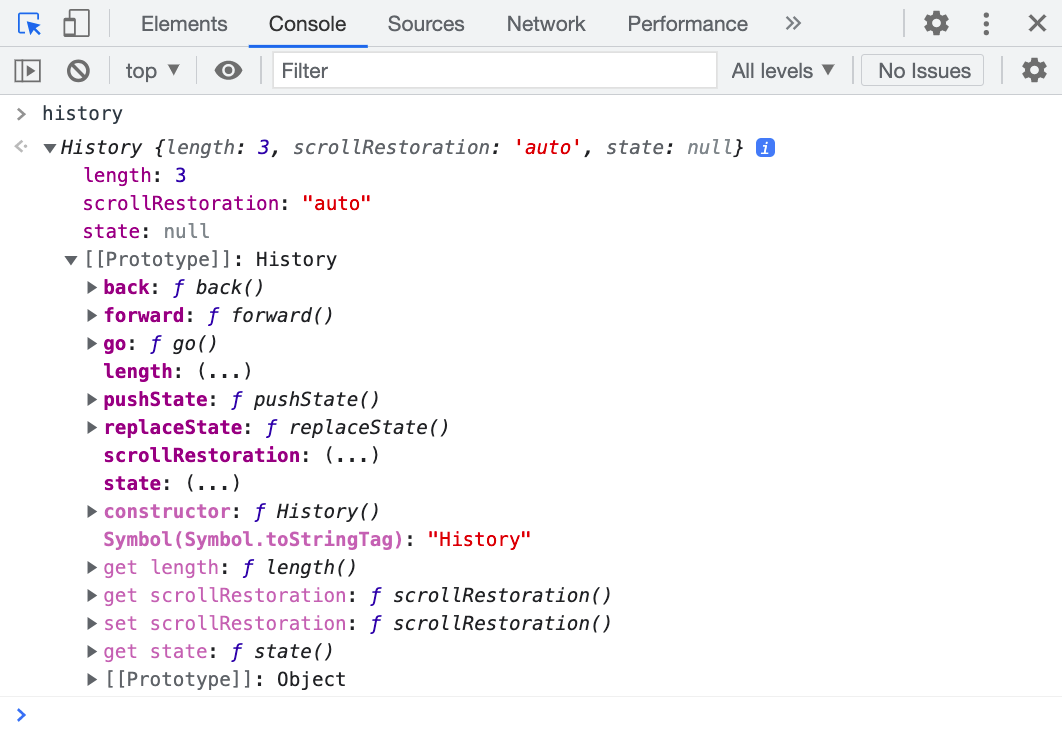 Elements Console Sources Network Performance »
top ▼ Filter All levels ▼ No Issues
> history
▼History {length: 3, scrollRestoration: 'auto', state: null} i
length: 3
scrollRestoration: "auto"
state: null
▼[[Prototype]]: History
▶back: ƒ back()
▶forward: ƒ forward()
▶go: ƒ go()
length: (...)
▶pushState: ƒ pushState()
▶replaceState: ƒ replaceState()
scrollRestoration: (...)
state: (...)
▶constructor: ƒ History()
Symbol(Symbol.toStringTag): "History"
▶get length: ƒ length()
▶get scrollRestoration: ƒ scrollRestoration()
▶set scrollRestoration: ƒ scrollRestoration()
▶get state: ƒ state()
▶[[Prototype]]: Object
>